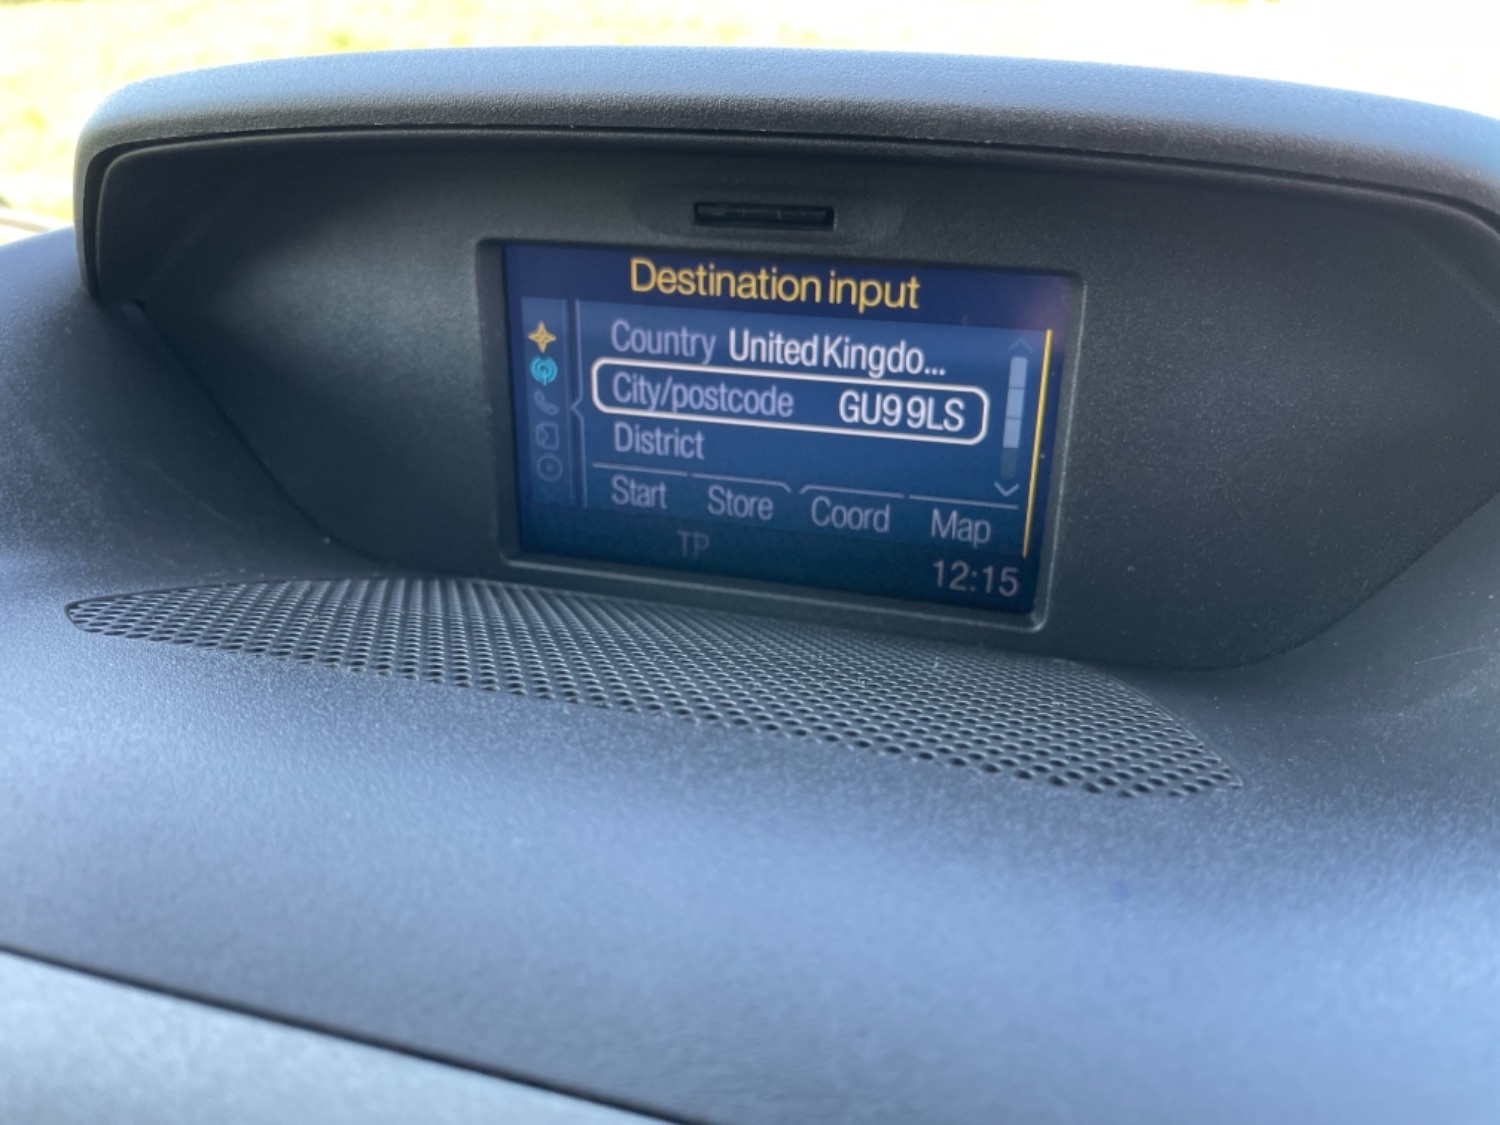 Destination input
Country United Kingdo...
City/postcode GU9 9LS
District
Start Store Coord Map
TP
12:15